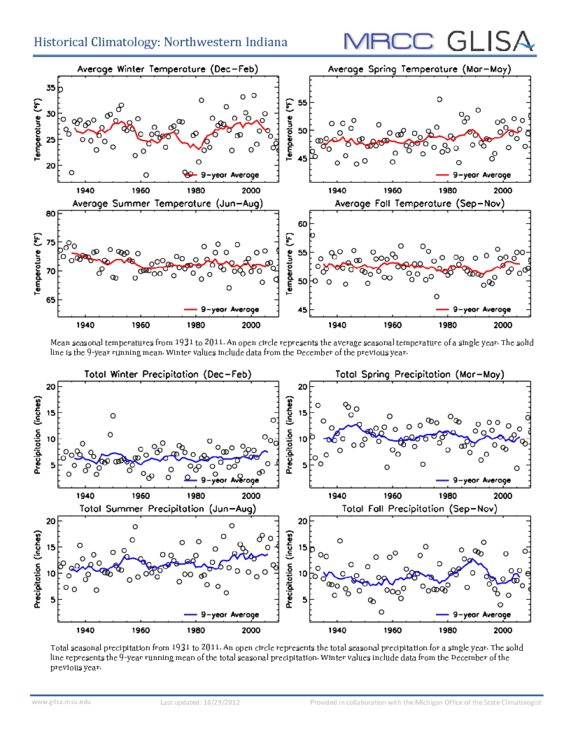 Historical Climatology: Northwestern Indiana
MRCC GLISA
Average Winter Temperature (Dec-Feb)
Temperature (°F)
35
30
25
20
9-year Average
1940 1960 1980 2000
Average Spring Temperature (Mar-May)
Temperature (°F)
55
50
45
9-year Average
1940 1960 1980 2000
Average Summer Temperature (Jun-Aug)
Temperature (°F)
80
75
70
65
9-year Average
1940 1960 1980 2000
Average Fall Temperature (Sep-Nov)
Temperature (°F)
60
55
50
45
9-year Average
1940 1960 1980 2000
Mean seasonal temperatures from 1931 to 2011. An open circle represents the average seasonal temperature of a single year. The solid
line is the 9-year running mean. Winter values include data from the December of the previous year.
Total Winter Precipitation (Dec-Feb)
Precipitation (inches)
20
15
10
5
9-year Average
1940 1960 1980 2000
Total Spring Precipitation (Mar-May)
Precipitation (inches)
20
15
10
5
9-year Average
1940 1960 1980 2000
Total Summer Precipitation (Jun-Aug)
Precipitation (inches)
20
15
10
5
9-year Average
1940 1960 1980 2000
Total Fall Precipitation (Sep-Nov)
Precipitation (inches)
20
15
10
5
9-year Average
1940 1960 1980 2000
Total seasonal precipitation from 1931 to 2011. An open circle represents the total seasonal precipitation for a single year. The solid
line represents the 9-year running mean of the total seasonal precipitation. Winter values include data from the December of the
previous year.
www.glisa.msu.edu Last updated: 10/29/2012 Provided in collaboration with the Michigan Office of the State Climatologist